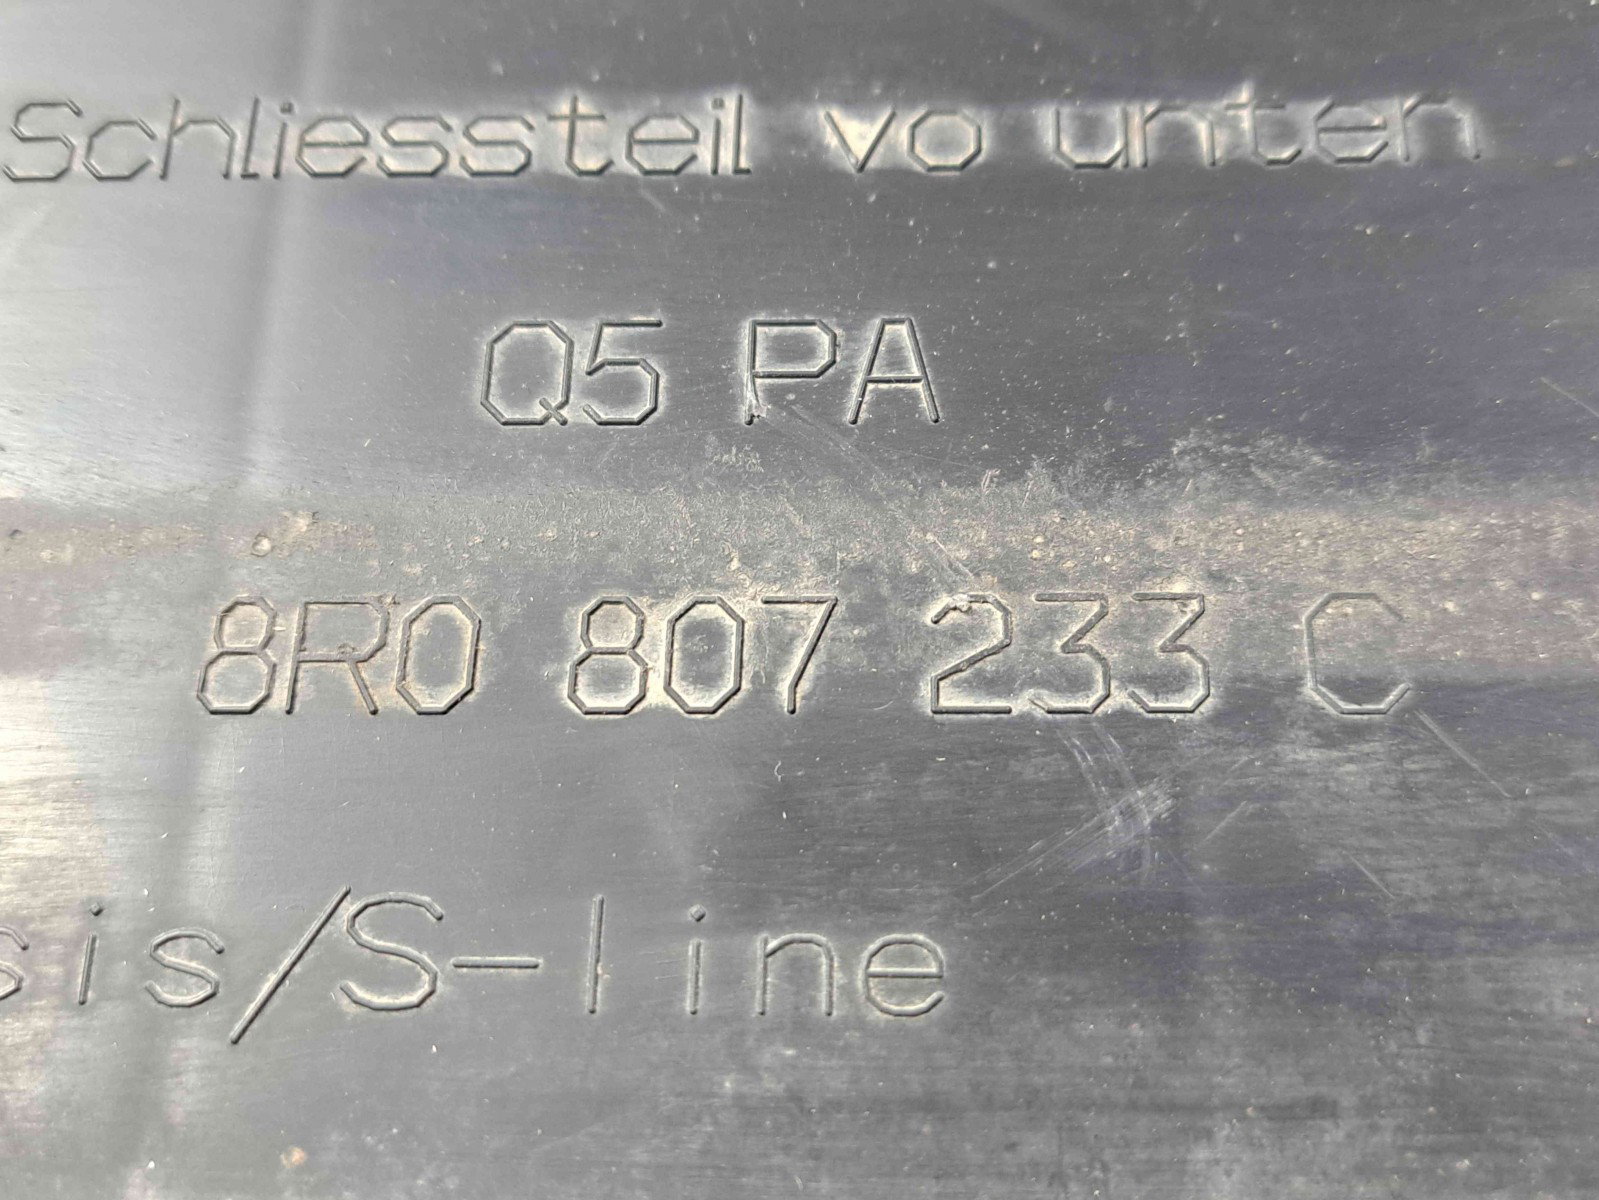 Schliessteil vo unten
Q5 PA
8R0 807 233 C
sis/S-line